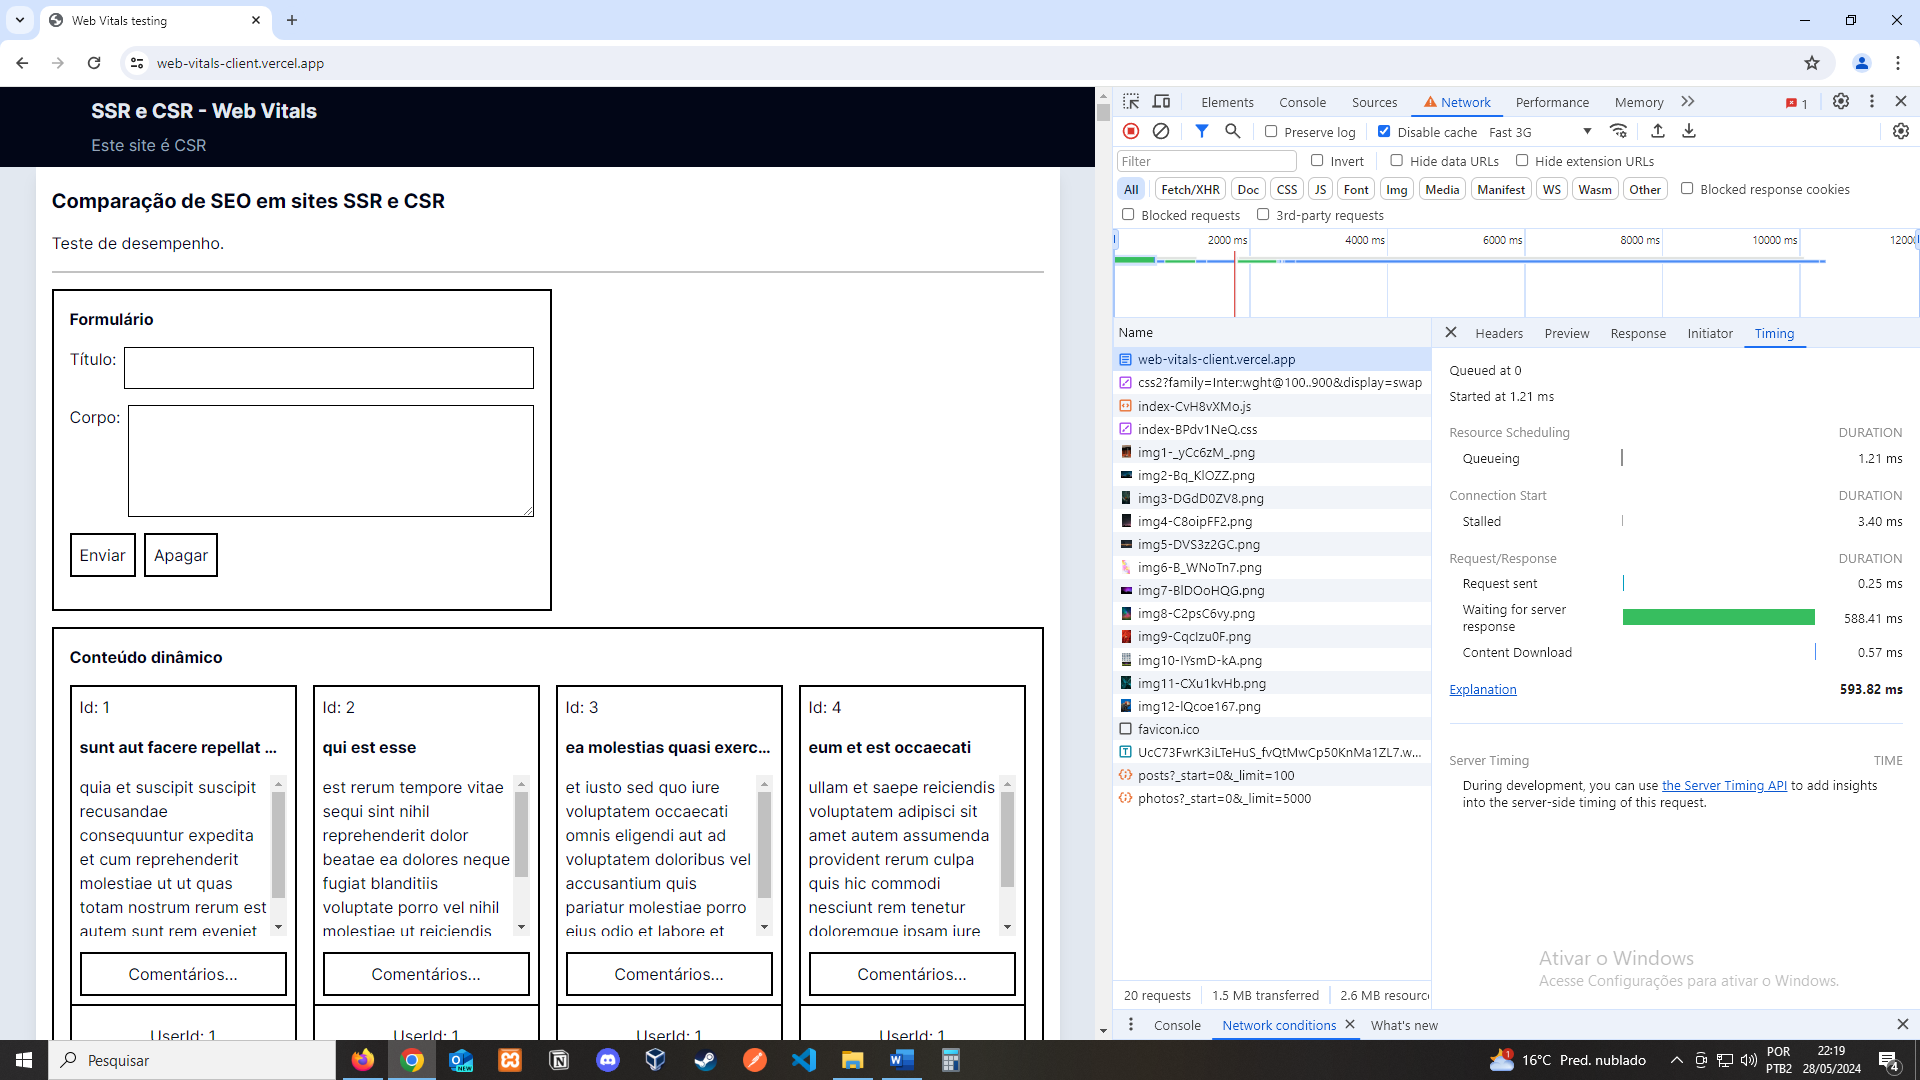 Web Vitals testing
web-vitals-client.vercel.app
SSR e CSR - Web Vitals
Este site é CSR
Comparação de SEO em sites SSR e CSR
Teste de desempenho.
Formulário
Título:
Corpo:
Enviar
Apagar
Conteúdo dinâmico
Id: 1
sunt aut facere repellat ...
quia et suscipit suscipit
recusandae
consequuntur expedita
et cum reprehenderit
molestiae ut ut quas
totam nostrum rerum est
autem sunt rem eveniet
Comentários...
UserId: 1
Id: 2
qui est esse
est rerum tempore vitae
sequi sint nihil
reprehenderit dolor
beatae ea dolores neque
fugiat blanditiis
voluptate porro vel nihil
molestiae ut reiciendis
Comentários...
UserId: 1
Id: 3
ea molestias quasi exerc...
et iusto sed quo iure
voluptatem occaecati
omnis eligendi aut ad
voluptatem doloribus vel
accusantium quis
pariatur molestiae porro
eius odio et labore et
Comentários...
UserId: 1
Id: 4
eum et est occaecati
ullam et saepe reiciendis
voluptatem adipisci sit
amet autem assumenda
provident rerum culpa
quis hic commodi
nesciunt rem tenetur
doloremque ipsam iure
Comentários...
UserId: 1
Elements Console Sources Network Performance Memory 1
Preserve log Disable cache Fast 3G
Filter Invert Hide data URLs Hide extension URLs
All Fetch/XHR Doc CSS JS Font Img Media Manifest WS Wasm Other Blocked response cookies
Blocked requests 3rd-party requests
2000 ms 4000 ms 6000 ms 8000 ms 10000 ms 1200
Name
web-vitals-client.vercel.app
css2?family=Inter:wght@100..900&display=swap
index-CvH8vXMo.js
index-BPdv1NeQ.css
img1-_yCc6zM_.png
img2-Bq_KlOZZ.png
img3-DGdD0ZV8.png
img4-C8oipFF2.png
img5-DVS3z2GC.png
img6-B_WNoTn7.png
img7-BlDOoHQG.png
img8-C2psC6vy.png
img9-CqcIzu0F.png
img10-IYsmD-kA.png
img11-CXu1kvHb.png
img12-lQcoe167.png
favicon.ico
UcC73FwrK3iLTeHuS_fvQtMwCp50KnMa1ZL7.w...
posts?_start=0&_limit=100
photos?_start=0&_limit=5000
20 requests 1.5 MB transferred 2.6 MB resourc
Headers Preview Response Initiator Timing
Queued at 0
Started at 1.21 ms
Resource Scheduling DURATION
Queueing 1.21 ms
Connection Start DURATION
Stalled 3.40 ms
Request/Response DURATION
Request sent 0.25 ms
Waiting for server
response 588.41 ms
Content Download 0.57 ms
Explanation 593.82 ms
Server Timing TIME
During development, you can use the Server Timing API to add insights
into the server-side timing of this request.
Ativar o Windows
Acesse Configurações para ativar o Windows.
Console Network conditions What's new
Pesquisar
NEW
1
16°C Pred. nublado
POR
PTB2
22:19
28/05/2024
4